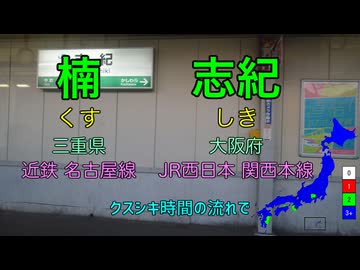 志紀
かしわら
楠 志紀
くす しき
三重県 大阪府
近鉄 名古屋線 JR西日本 関西本線
クスシキ時間の流れで
0
1
2
3+